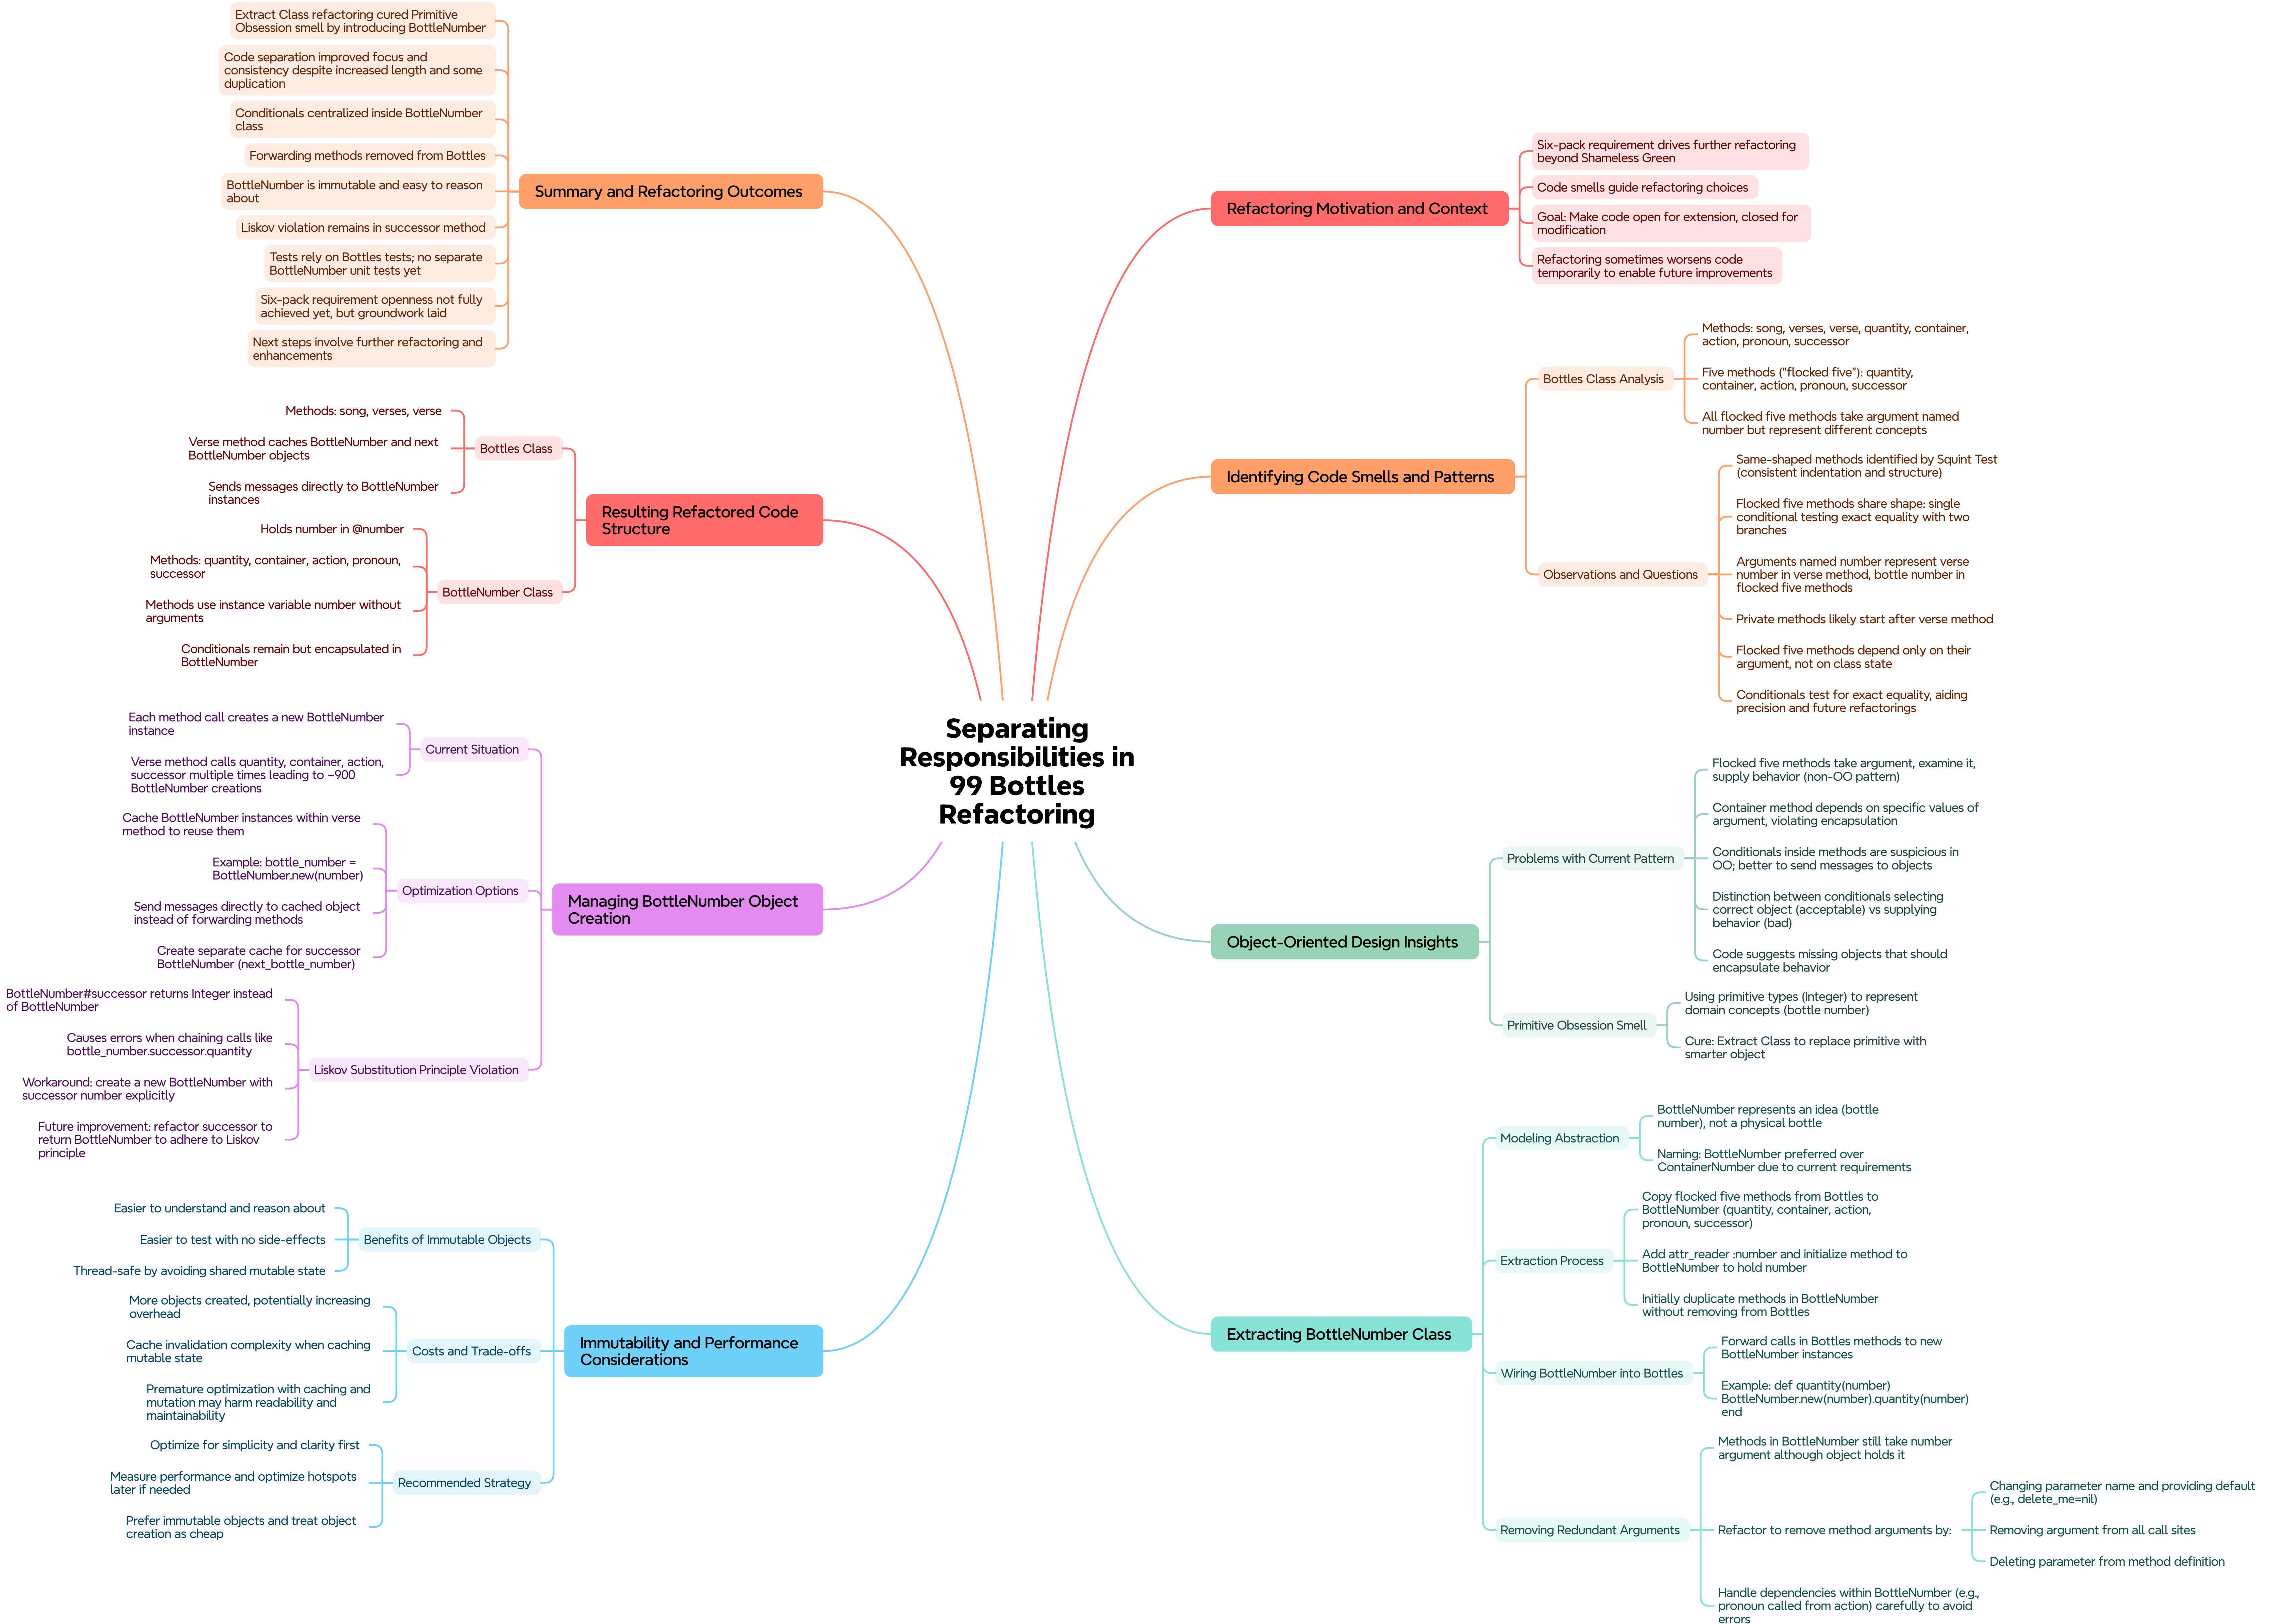 Separating
Responsibilities in
99 Bottles
Refactoring
Refactoring Motivation and Context
Six-pack requirement drives further refactoring
beyond Shameless Green
Code smells guide refactoring choices
Goal: Make code open for extension, closed for
modification
Refactoring sometimes worsens code
temporarily to enable future improvements
Identifying Code Smells and Patterns
Bottles Class Analysis
Methods: song, verses, verse, quantity, container,
action, pronoun, successor
Five methods ("flocked five"): quantity,
container, action, pronoun, successor
All flocked five methods take argument named
number but represent different concepts
Observations and Questions
Same-shaped methods identified by Squint Test
(consistent indentation and structure)
Flocked five methods share shape: single
conditional testing exact equality with two
branches
Arguments named number represent verse
number in verse method, bottle number in
flocked five methods
Private methods likely start after verse method
Flocked five methods depend only on their
argument, not on class state
Conditionals test for exact equality, aiding
precision and future refactorings
Object-Oriented Design Insights
Problems with Current Pattern
Flocked five methods take argument, examine it,
supply behavior (non-OO pattern)
Container method depends on specific values of
argument, violating encapsulation
Conditionals inside methods are suspicious in
OO; better to send messages to objects
Distinction between conditionals selecting
correct object (acceptable) vs supplying
behavior (bad)
Code suggests missing objects that should
encapsulate behavior
Primitive Obsession Smell
Using primitive types (Integer) to represent
domain concepts (bottle number)
Cure: Extract Class to replace primitive with
smarter object
Extracting BottleNumber Class
Modeling Abstraction
BottleNumber represents an idea (bottle
number), not a physical bottle
Naming: BottleNumber preferred over
ContainerNumber due to current requirements
Extraction Process
Copy flocked five methods from Bottles to
BottleNumber (quantity, container, action,
pronoun, successor)
Add attr_reader :number and initialize method to
BottleNumber to hold number
Initially duplicate methods in BottleNumber
without removing from Bottles
Wiring BottleNumber into Bottles
Forward calls in Bottles methods to new
BottleNumber instances
Example: def quantity(number)
BottleNumber.new(number).quantity(number)
end
Removing Redundant Arguments
Methods in BottleNumber still take number
argument although object holds it
Refactor to remove method arguments by:
Changing parameter name and providing default
(e.g., delete_me=nil)
Removing argument from all call sites
Deleting parameter from method definition
Handle dependencies within BottleNumber (e.g.,
pronoun called from action) carefully to avoid
errors
Summary and Refactoring Outcomes
Extract Class refactoring cured Primitive
Obsession smell by introducing BottleNumber
Code separation improved focus and
consistency despite increased length and some
duplication
Conditionals centralized inside BottleNumber
class
Forwarding methods removed from Bottles
BottleNumber is immutable and easy to reason
about
Liskov violation remains in successor method
Tests rely on Bottles tests; no separate
BottleNumber unit tests yet
Six-pack requirement openness not fully
achieved yet, but groundwork laid
Next steps involve further refactoring and
enhancements
Resulting Refactored Code
Structure
Bottles Class
Methods: song, verses, verse
Verse method caches BottleNumber and next
BottleNumber objects
Sends messages directly to BottleNumber
instances
BottleNumber Class
Holds number in @number
Methods: quantity, container, action, pronoun,
successor
Methods use instance variable number without
arguments
Conditionals remain but encapsulated in
BottleNumber
Managing BottleNumber Object
Creation
Current Situation
Each method call creates a new BottleNumber
instance
Verse method calls quantity, container, action,
successor multiple times leading to ~900
BottleNumber creations
Optimization Options
Cache BottleNumber instances within verse
method to reuse them
Example: bottle_number =
BottleNumber.new(number)
Send messages directly to cached object
instead of forwarding methods
Create separate cache for successor
BottleNumber (next_bottle_number)
Liskov Substitution Principle Violation
BottleNumber#successor returns Integer instead
of BottleNumber
Causes errors when chaining calls like
bottle_number.successor.quantity
Workaround: create a new BottleNumber with
successor number explicitly
Future improvement: refactor successor to
return BottleNumber to adhere to Liskov
principle
Immutability and Performance
Considerations
Benefits of Immutable Objects
Easier to understand and reason about
Easier to test with no side-effects
Thread-safe by avoiding shared mutable state
Costs and Trade-offs
More objects created, potentially increasing
overhead
Cache invalidation complexity when caching
mutable state
Premature optimization with caching and
mutation may harm readability and
maintainability
Recommended Strategy
Optimize for simplicity and clarity first
Measure performance and optimize hotspots
later if needed
Prefer immutable objects and treat object
creation as cheap